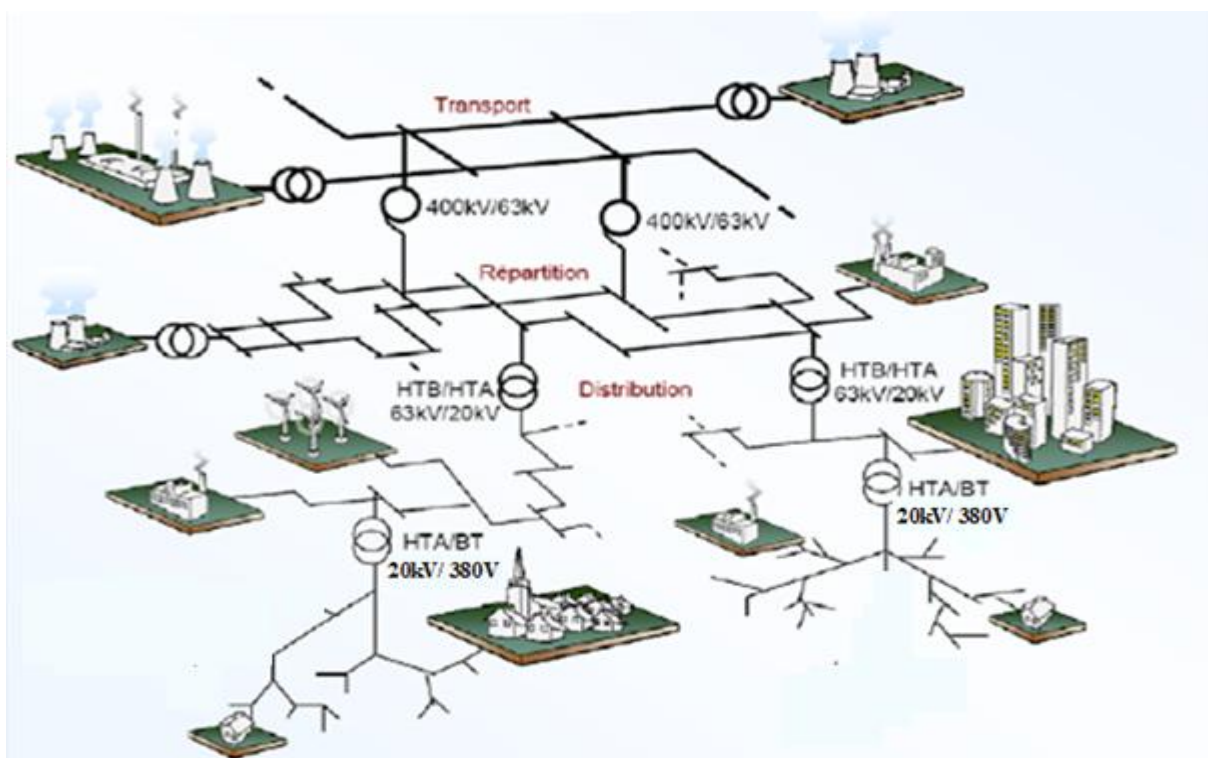 Transport
400kV/63kV
400kV/63kV
Répartition
HTB/HTA
63kV/20kV
Distribution
HTB/HTA
63kV/20kV
HTA/BT
20kV/ 380V
HTA/BT
20kV/ 380V